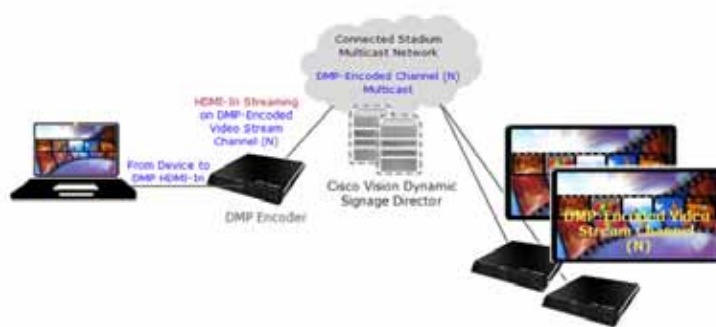 Connected Stadium
Multicast Network
DMP-Encoded Channel (N)
Multicast
HDMI-In Streaming
on DMP-Encoded
Video Stream
Channel (N)
From Device to
DMP HDMI-In
DMP Encoder
Cisco Vision Dynamic
Signage Director
DMP-Encoded Video
Stream Channel
(N)